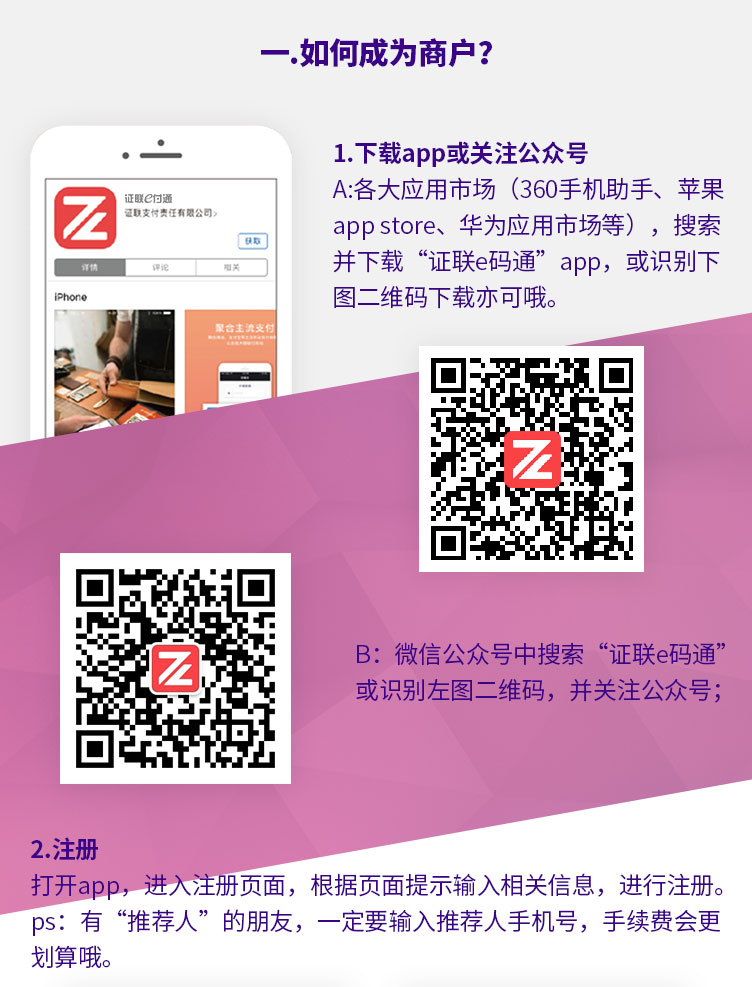 一.如何成为商户?
1.下载app或关注公众号
A:各大应用市场（360手机助手、苹果
app store、华为应用市场等），搜索
并下载“证联e码通”app，或识别下
图二维码下载亦可哦。
证联e付通
证联支付责任有限公司>
获取
详情
评论
相关
iPhone
聚合主流支付
B：微信公众号中搜索“证联e码通”
或识别左图二维码，并关注公众号；
2.注册
打开app，进入注册页面，根据页面提示输入相关信息，进行注册。
ps：有“推荐人”的朋友，一定要输入推荐人手机号，手续费会更
划算哦。